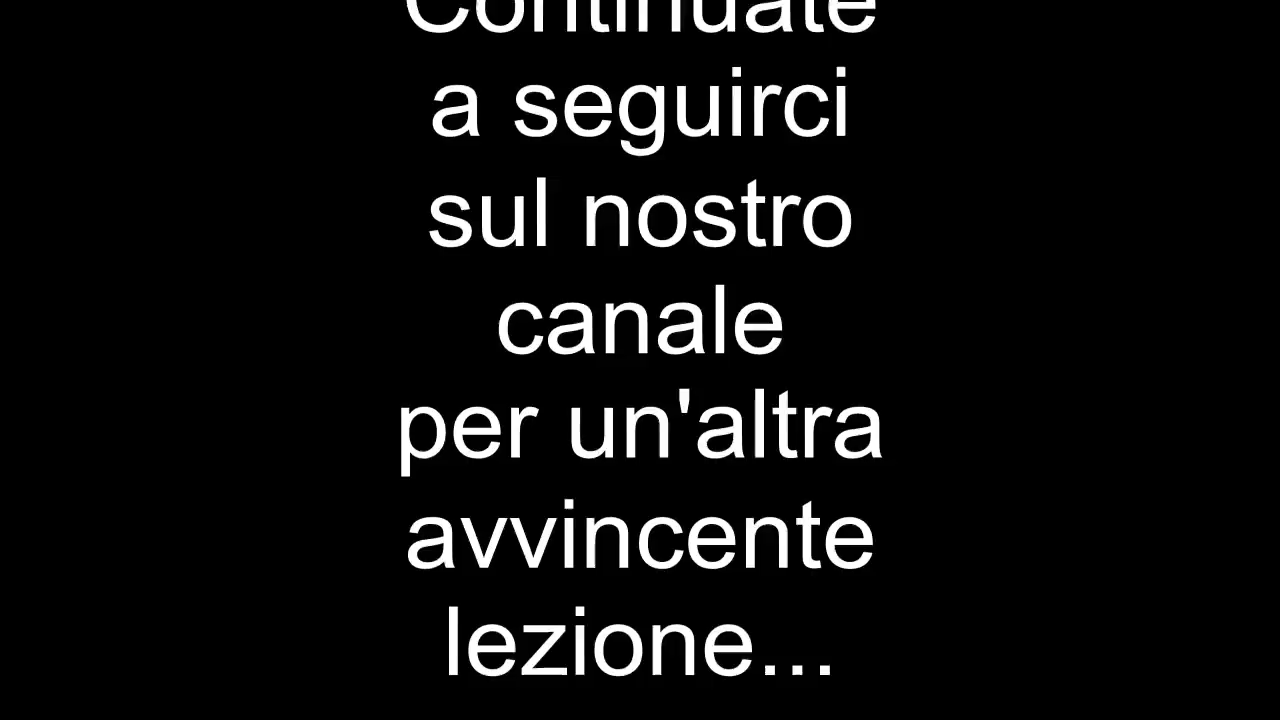 Continuate
a seguirci
sul nostro
canale
per un'altra
avvincente
lezione...